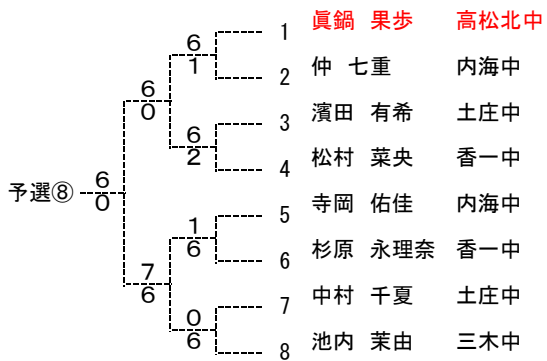 1 眞鍋 果歩 高松北中
6
1
2 仲 七重 内海中
6
0
3 濱田 有希 土庄中
6
2
4 松村 菜央 香一中
予選⑧
6
0
5 寺岡 佑佳 内海中
1
6
6 杉原 永理奈 香一中
7
6
7 中村 千夏 土庄中
0
6
8 池内 茉由 三木中